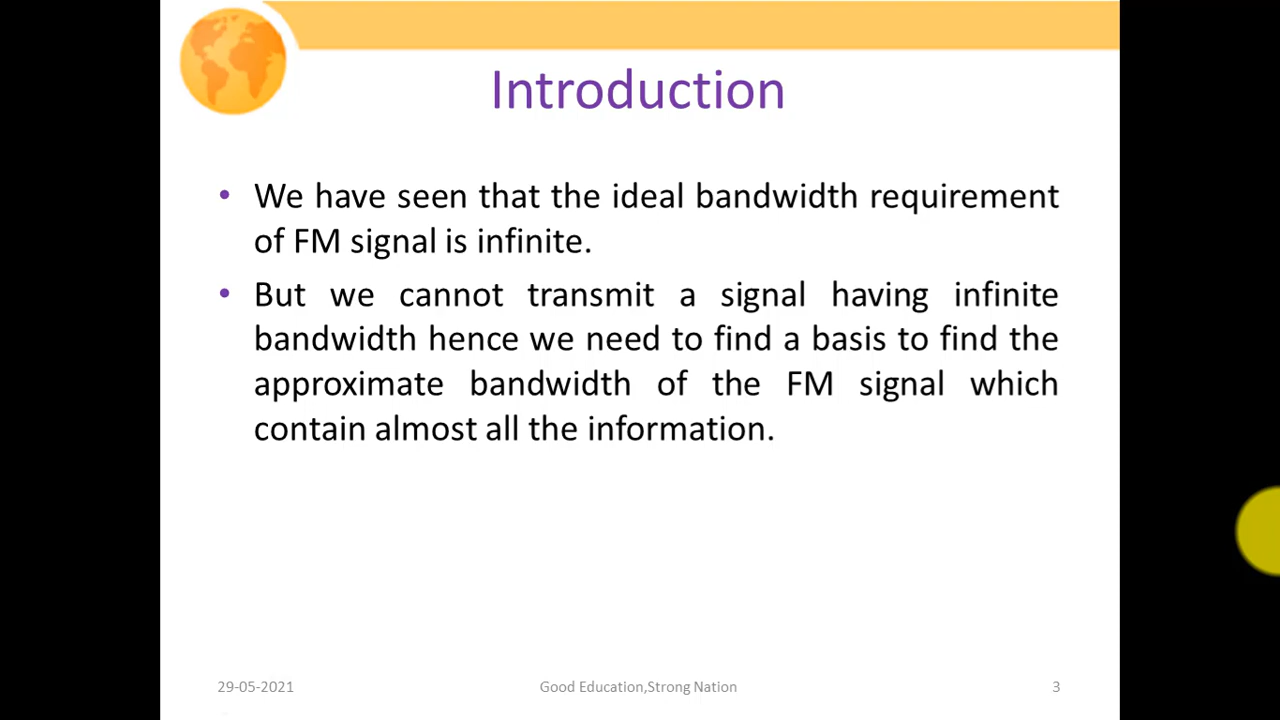 Introduction
• We have seen that the ideal bandwidth requirement
of FM signal is infinite.
• But we cannot transmit a signal having infinite
bandwidth hence we need to find a basis to find the
approximate bandwidth of the FM signal which
contain almost all the information.
29-05-2021
Good Education,Strong Nation
3